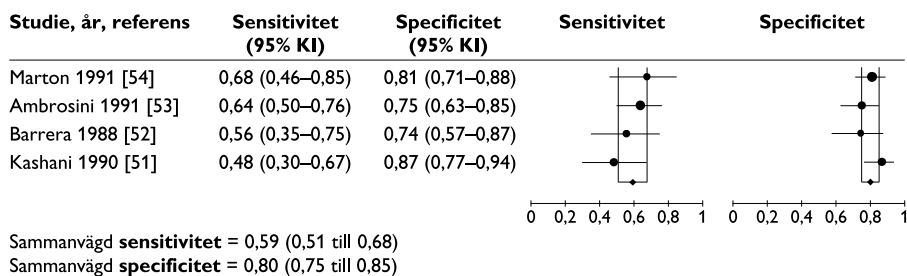 Studie, år, referens Sensitivitet Specificitet Sensitivitet Specificitet
(95% KI) (95% KI)
Marton 1991 [54] 0,68 (0,46–0,85) 0,81 (0,71–0,88)
Ambrosini 1991 [53] 0,64 (0,50–0,76) 0,75 (0,63–0,85)
Barrera 1988 [52] 0,56 (0,35–0,75) 0,74 (0,57–0,87)
Kashani 1990 [51] 0,48 (0,30–0,67) 0,87 (0,77–0,94)
0 0,2 0,4 0,6 0,8 1 0 0,2 0,4 0,6 0,8 1
Sammanvägd sensitivitet = 0,59 (0,51 till 0,68)
Sammanvägd specificitet = 0,80 (0,75 till 0,85)